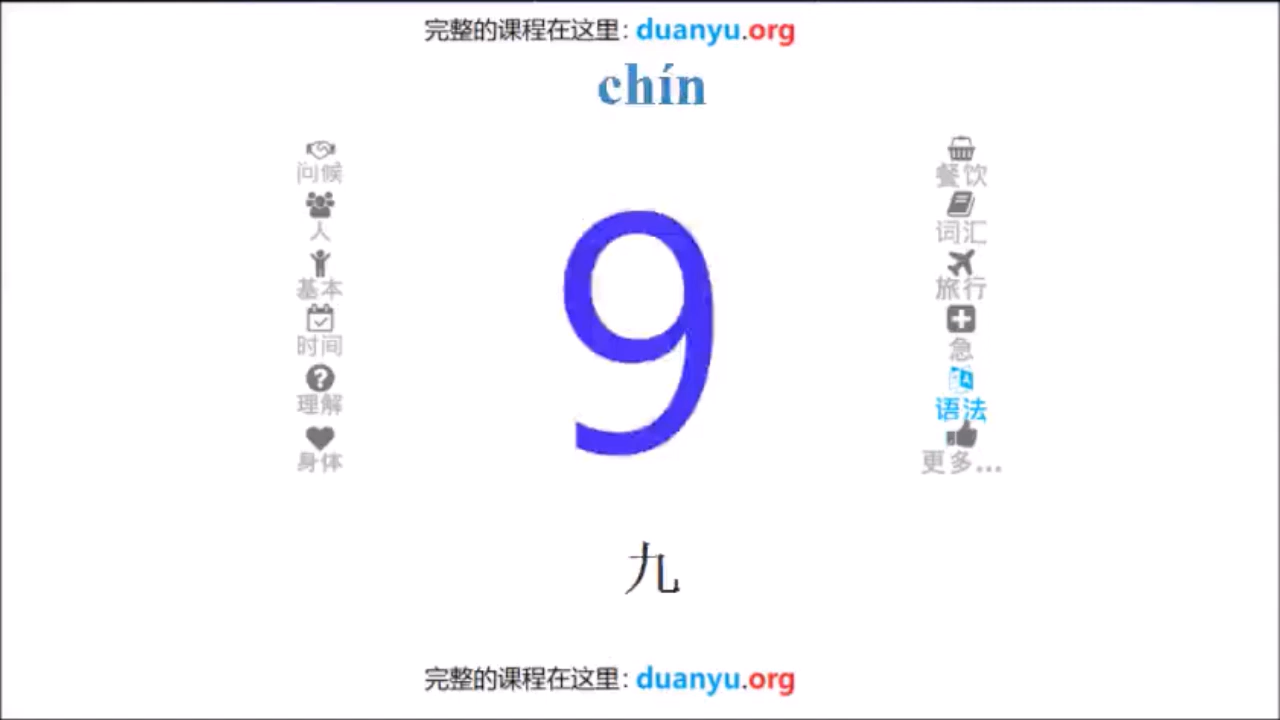 完整的课程在这里: duanyu.org
chín
问候
人
基本
时间
理解
身体
9
餐饮
词汇
旅行
急
语法
更多...
九
完整的课程在这里: duanyu.org